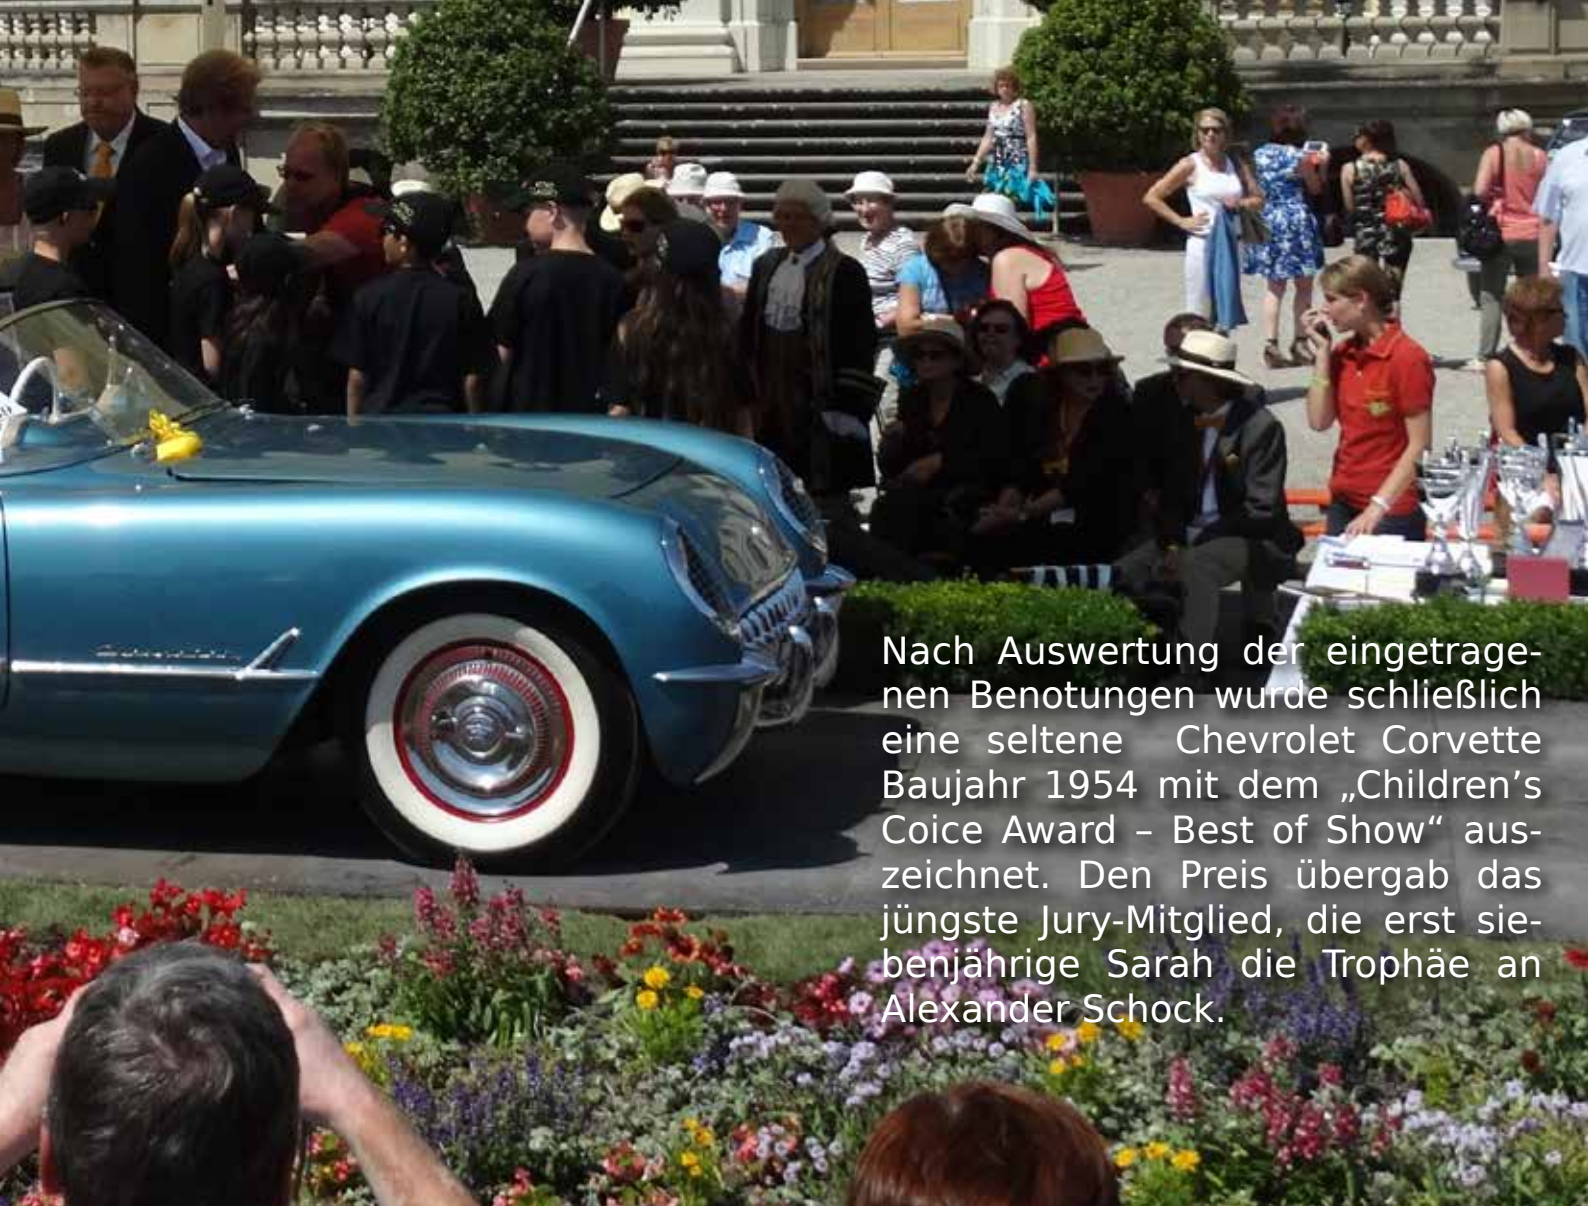 Nach Auswertung der eingetrage-
nen Benotungen wurde schließlich
eine seltene Chevrolet Corvette
Baujahr 1954 mit dem „Children’s
Coice Award – Best of Show“ aus-
zeichnet. Den Preis übergab das
jüngste Jury-Mitglied, die erst sie-
benjährige Sarah die Trophäe an
Alexander Schock.